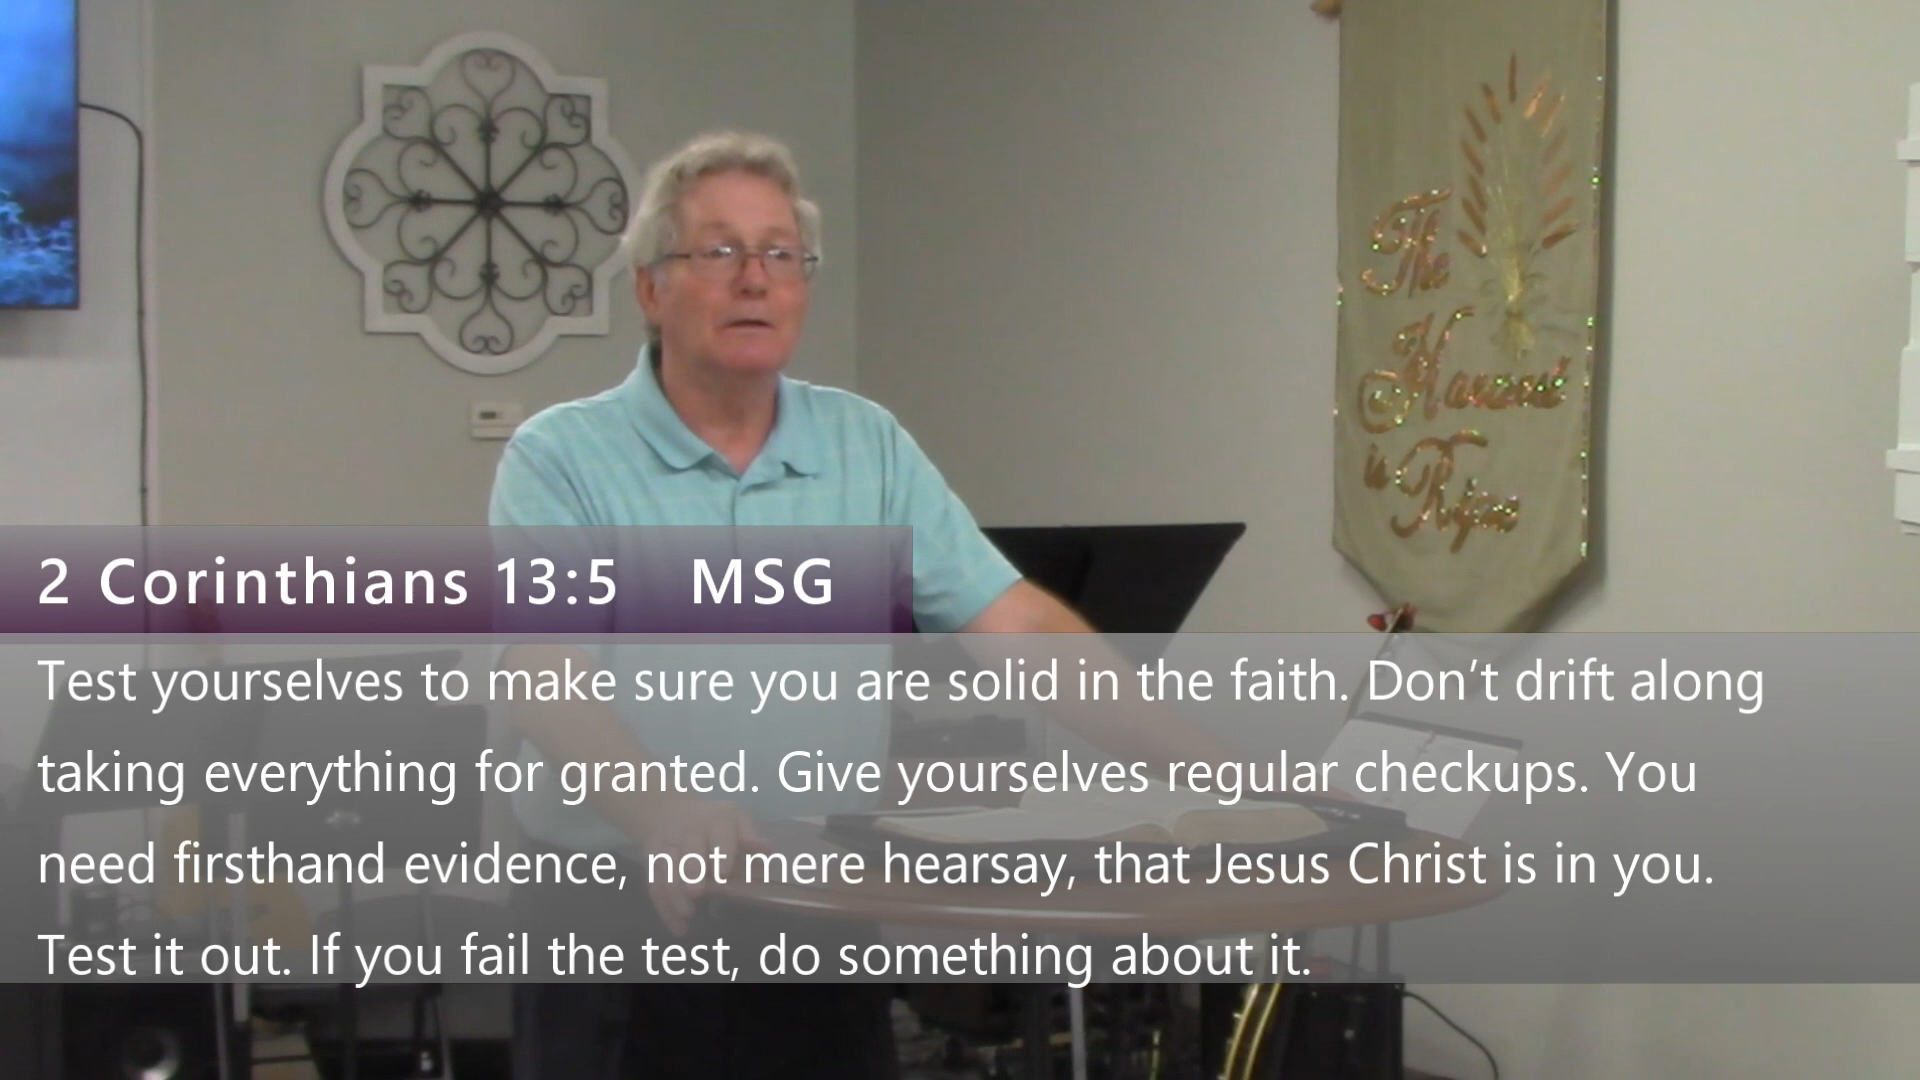 The
Harvest
is Ripe
2 Corinthians 13:5 MSG
Test yourselves to make sure you are solid in the faith. Don’t drift along
taking everything for granted. Give yourselves regular checkups. You
need firsthand evidence, not mere hearsay, that Jesus Christ is in you.
Test it out. If you fail the test, do something about it.